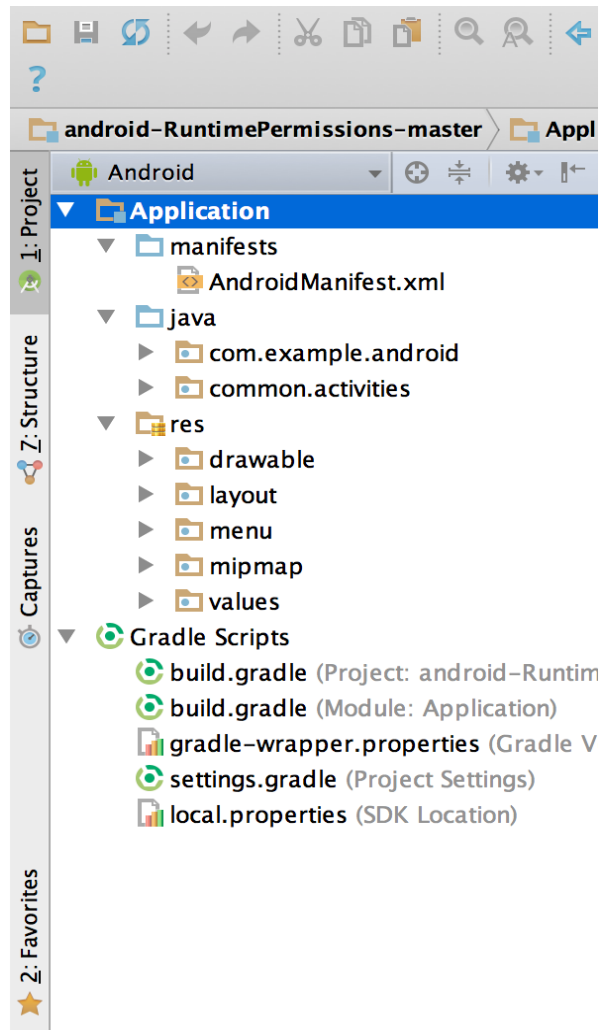 ?
android-RuntimePermissions-master Appl
Android
1: Project
7: Structure
Captures
2: Favorites
Application
manifests
AndroidManifest.xml
java
com.example.android
common.activities
res
drawable
layout
menu
mipmap
values
Gradle Scripts
build.gradle (Project: android-Runtim
build.gradle (Module: Application)
gradle-wrapper.properties (Gradle V
settings.gradle (Project Settings)
local.properties (SDK Location)